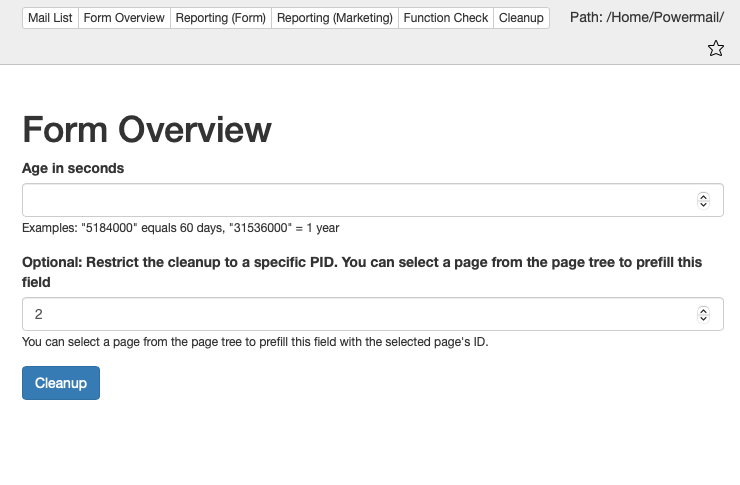 Mail List Form Overview Reporting (Form) Reporting (Marketing) Function Check Cleanup Path: /Home/Powermail/
Form Overview
Age in seconds
Examples: "5184000" equals 60 days, "31536000" = 1 year
Optional: Restrict the cleanup to a specific PID. You can select a page from the page tree to prefill this
field
2
You can select a page from the page tree to prefill this field with the selected page's ID.
Cleanup